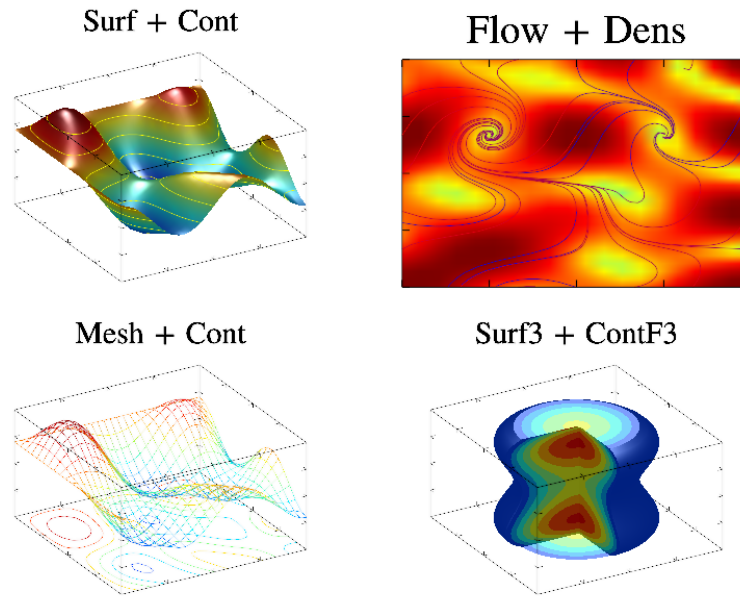 Surf + Cont
Flow + Dens
Mesh + Cont
Surf3 + ContF3